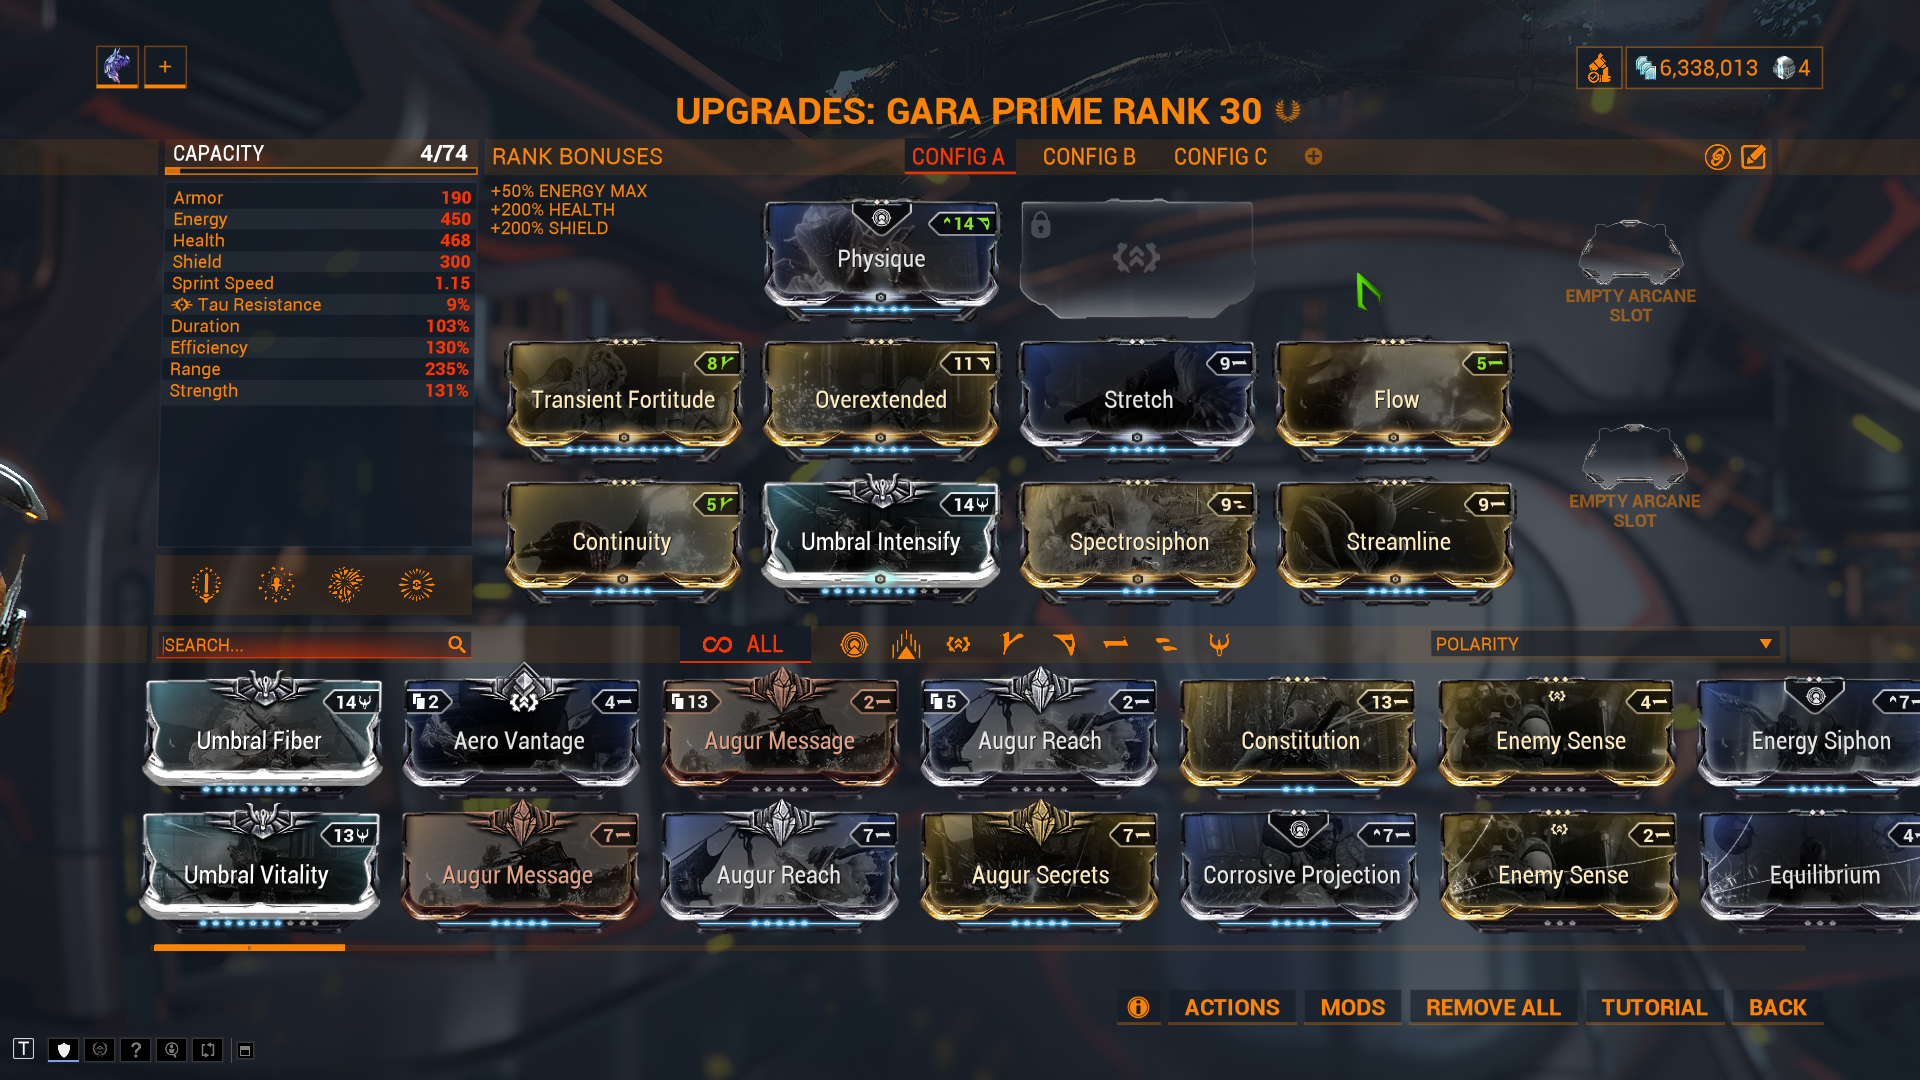 +
6,338,013 4
UPGRADES: GARA PRIME RANK 30
CAPACITY 4/74
RANK BONUSES
CONFIG A CONFIG B CONFIG C
+50% ENERGY MAX
+200% HEALTH
+200% SHIELD
Armor 190
Energy 450
Health 468
Shield 300
Sprint Speed 1.15
Tau Resistance 9%
Duration 103%
Efficiency 130%
Range 235%
Strength 131%
14
Physique
EMPTY ARCANE
SLOT
8 11 9 5
Transient Fortitude Overextended Stretch Flow
EMPTY ARCANE
SLOT
5 14 9 9
Continuity Umbral Intensify Spectrosiphon Streamline
SEARCH... ALL POLARITY
14 2 4 13 2 5 2 13 4 7
Umbral Fiber Aero Vantage Augur Message Augur Reach Constitution Enemy Sense Energy Siphon
13 7 7 7 7 2 4
Umbral Vitality Augur Message Augur Reach Augur Secrets Corrosive Projection Enemy Sense Equilibrium
ACTIONS MODS REMOVE ALL TUTORIAL BACK
T ?